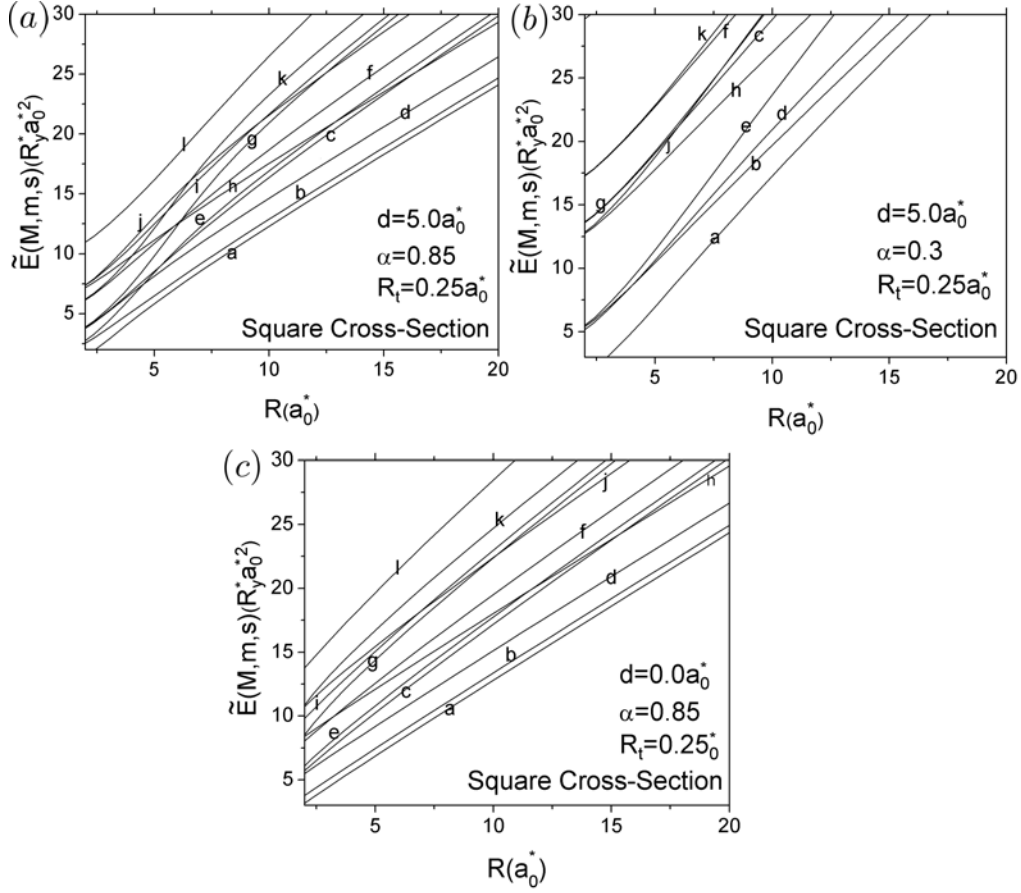 (a)
30
25
20
15
10
5
5
10
15
20
Ẽ(M,m,s)(R*ya0*²)
R(a0*)
l
k
f
d
g
c
i
h
b
j
e
a
d=5.0a0*
α=0.85
Rt=0.25a0*
Square Cross-Section
(b)
30
25
20
15
10
5
5
10
15
20
Ẽ(M,m,s)(R*ya0*²)
R(a0*)
k
f
c
h
e
d
j
b
g
a
d=5.0a0*
α=0.3
Rt=0.25a0*
Square Cross-Section
(c)
30
25
20
15
10
5
5
10
15
20
Ẽ(M,m,s)(R*ya0*²)
R(a0*)
j
h
k
f
l
d
g
b
i
c
a
e
d=0.0a0*
α=0.85
Rt=0.250*
Square Cross-Section